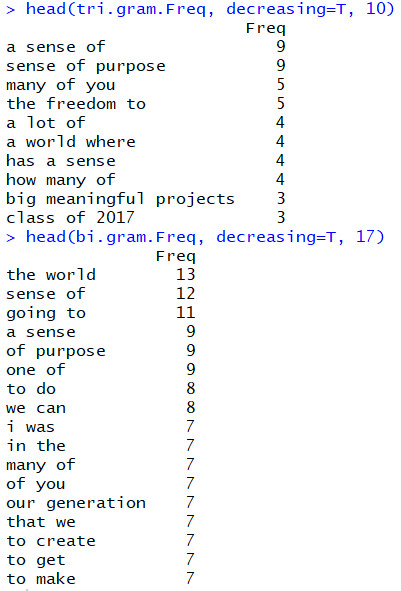 > head(tri.gram.Freq, decreasing=T, 10)
Freq
a sense of 9
sense of purpose 9
many of you 5
the freedom to 5
a lot of 4
a world where 4
has a sense 4
how many of 4
big meaningful projects 3
class of 2017 3
> head(bi.gram.Freq, decreasing=T, 17)
Freq
the world 13
sense of 12
going to 11
a sense 9
of purpose 9
one of 9
to do 8
we can 8
i was 7
in the 7
many of 7
of you 7
our generation 7
that we 7
to create 7
to get 7
to make 7